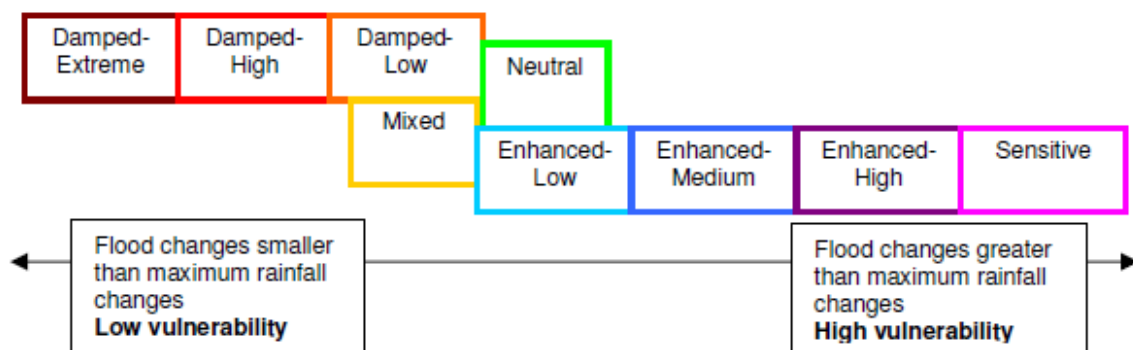 Damped-
Extreme
Damped-
High
Damped-
Low
Neutral
Mixed
Enhanced-
Low
Enhanced-
Medium
Enhanced-
High
Sensitive
Flood changes smaller
than maximum rainfall
changes
Low vulnerability
Flood changes greater
than maximum rainfall
changes
High vulnerability